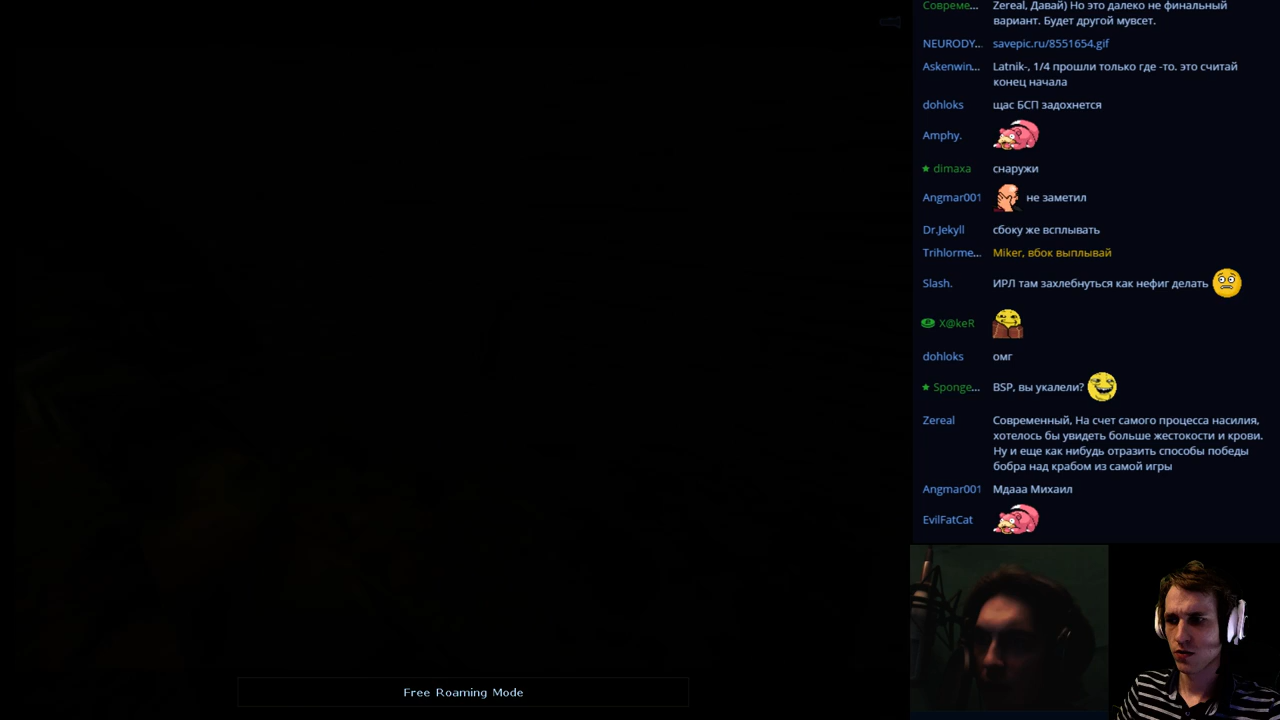 Совреме...
Zereal, Давай) Но это далеко не финальный
вариант. Будет другой мувсет.
NEURODY...
savepic.ru/8551654.gif
Askenwin...
Latnik-, 1/4 прошли только где -то. это считай
конец начала
dohloks
щас БСП задохнется
Amphy.
dimaxa
снаружи
Angmar001
не заметил
Dr.Jekyll
сбоку же всплывать
Trihlorme...
Miker, вбок выплывай
Slash.
ИРЛ там захлебнуться как нефиг делать
X@keR
dohloks
омг
Sponge...
BSP, вы укалели?
Zereal
Современный, На счет самого процесса насилия,
хотелось бы увидеть больше жестокости и крови.
Ну и еще как нибудь отразить способы победы
бобра над крабом из самой игры
Angmar001
Мдааа Михаил
EvilFatCat
Free Roaming Mode